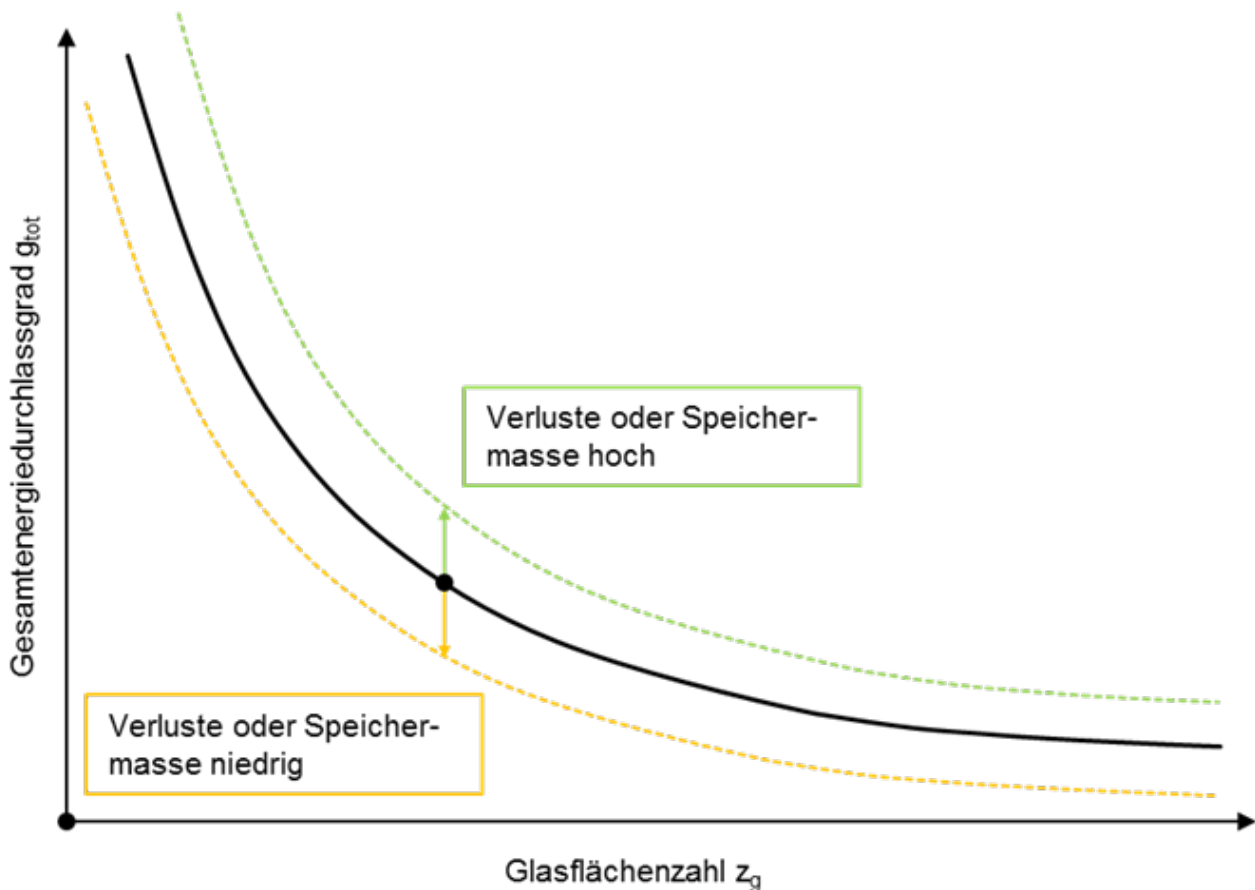 Gesamtenergiedurchlassgrad gtot
Verluste oder Speicher-
masse hoch
Verluste oder Speicher-
masse niedrig
Glasflächenzahl zg